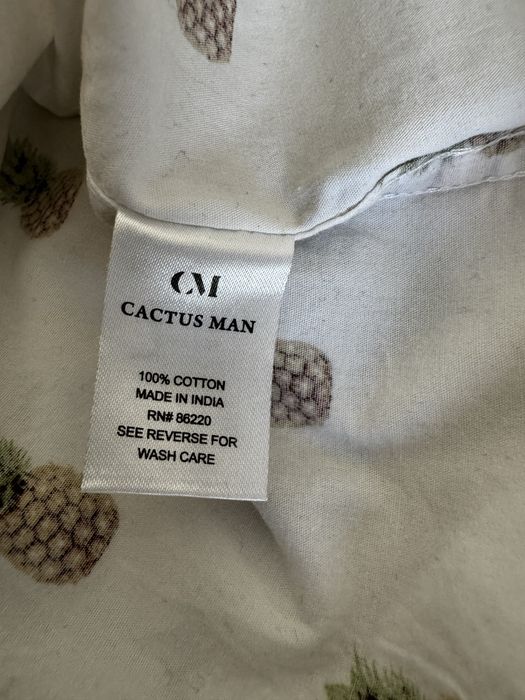 CM
CACTUS MAN
100% COTTON
MADE IN INDIA
RN# 86220
SEE REVERSE FOR
WASH CARE